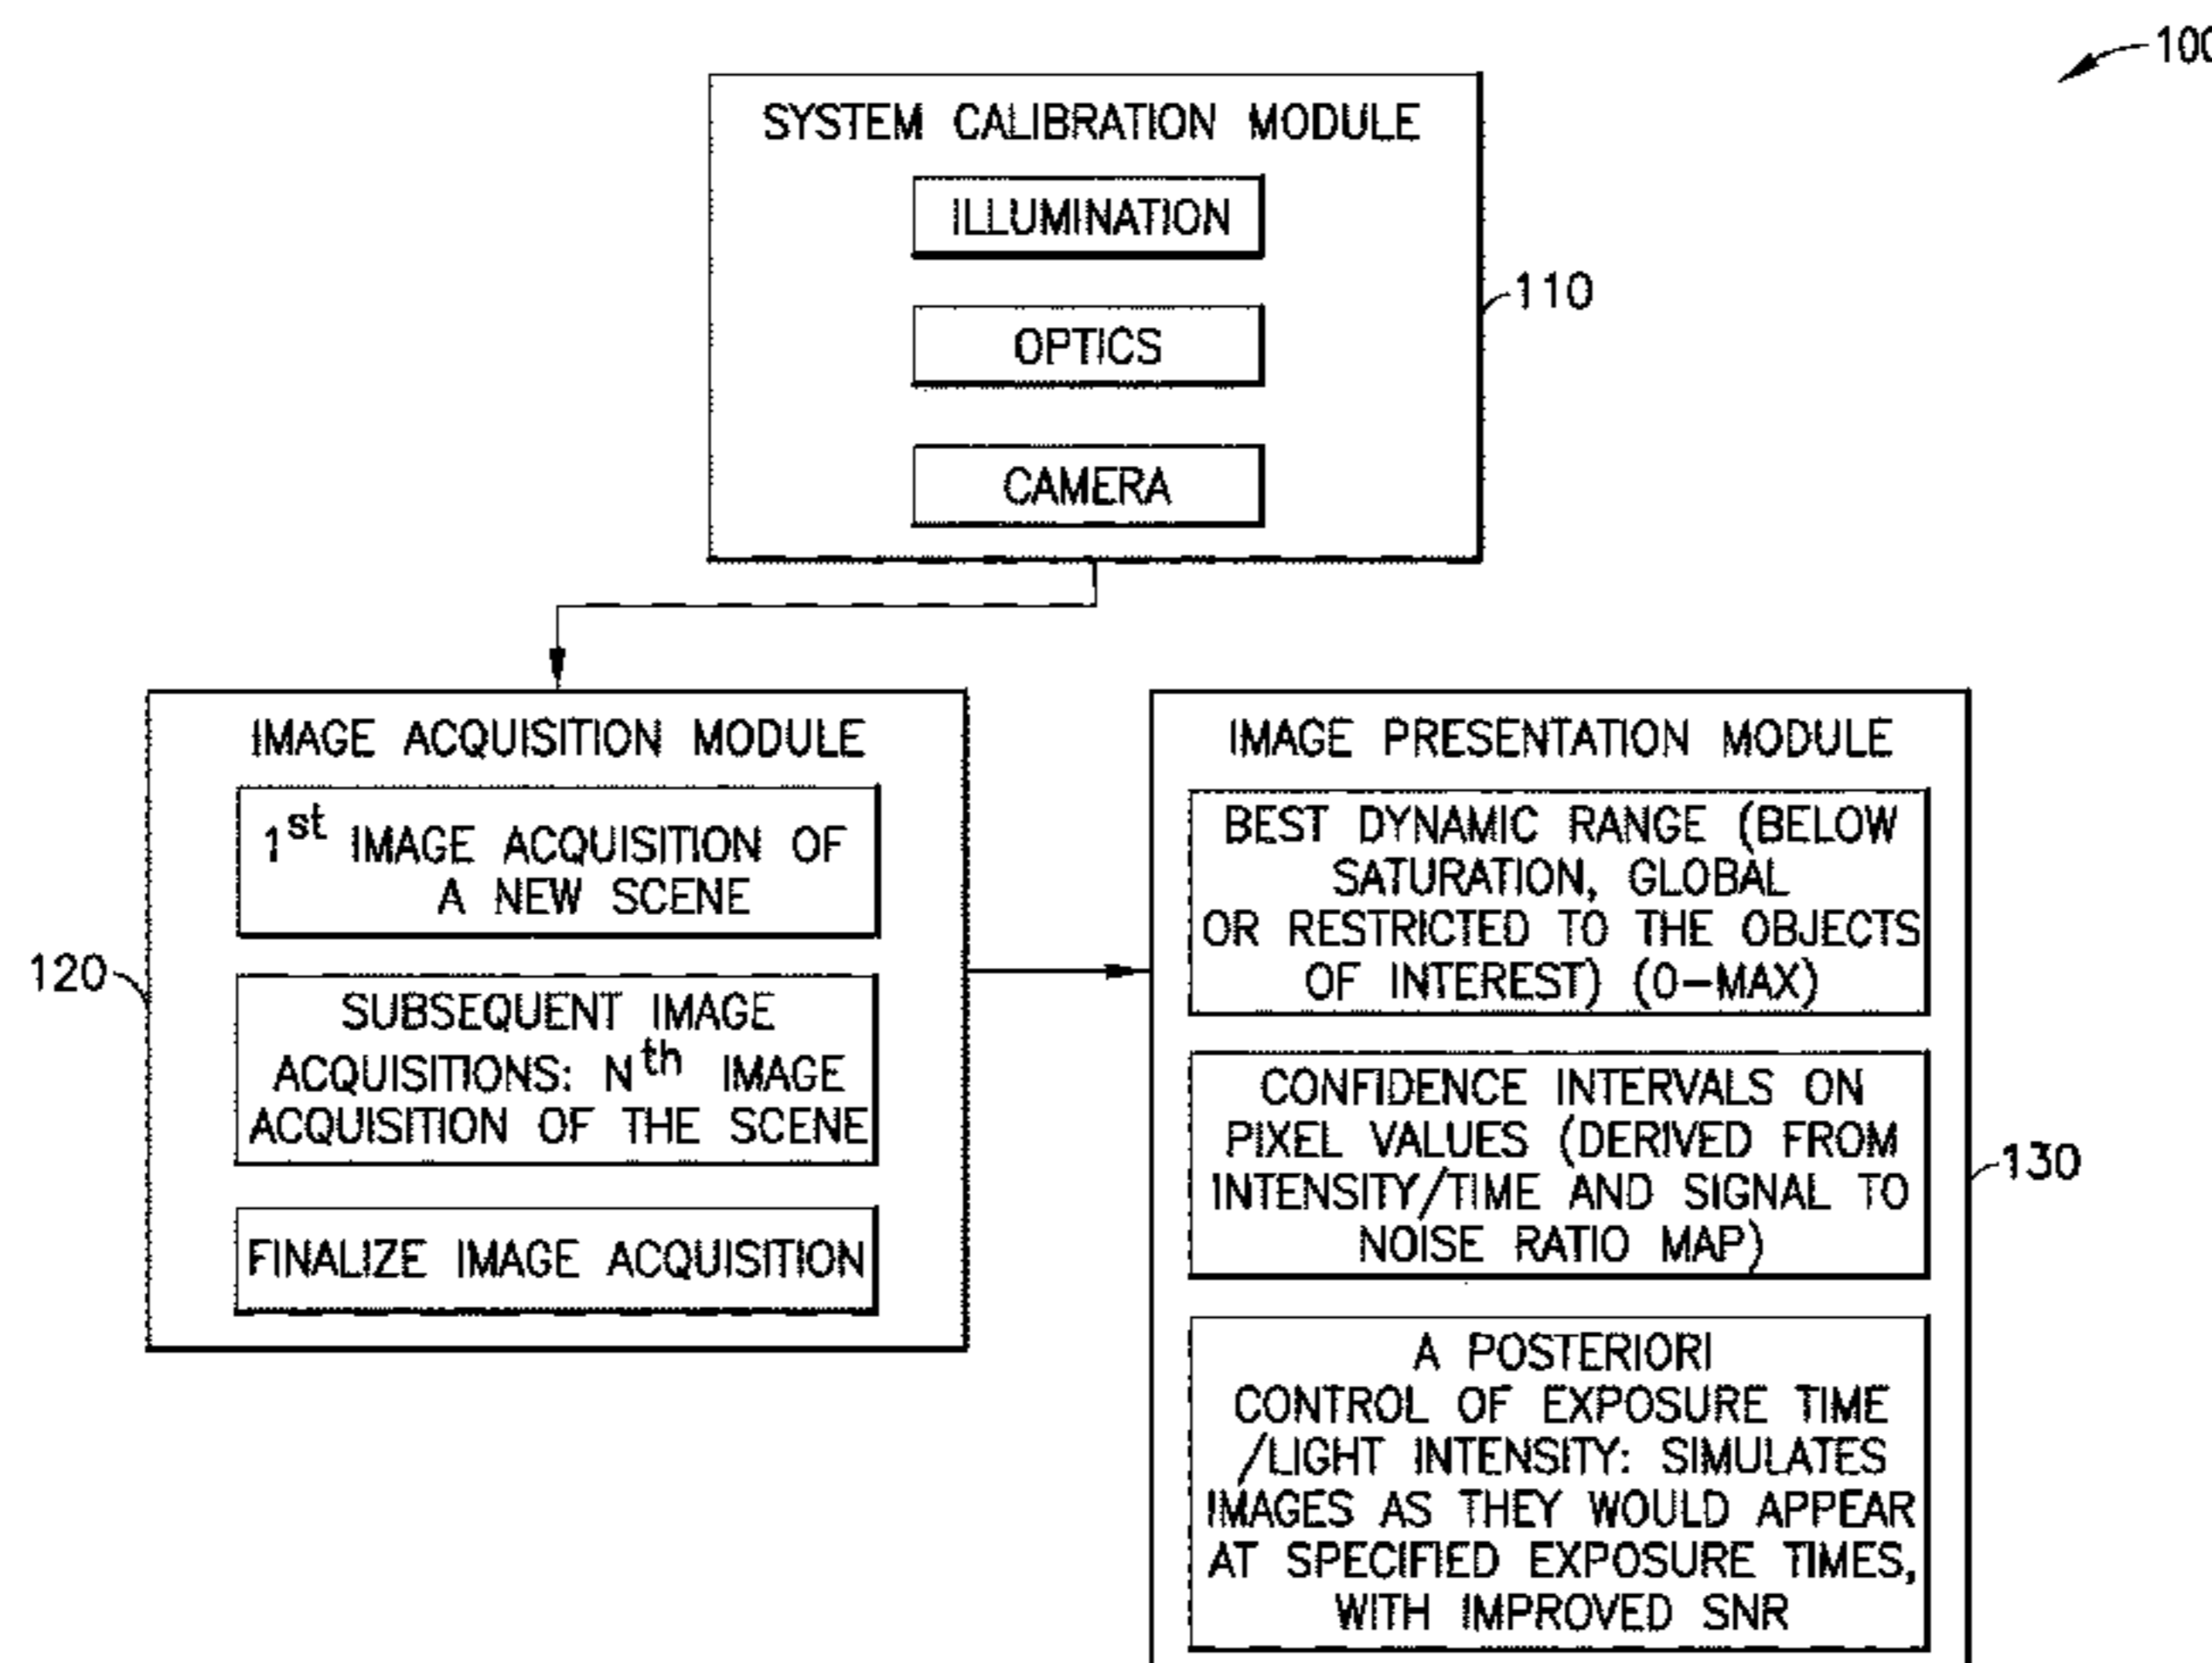 100
SYSTEM CALIBRATION MODULE
ILLUMINATION
OPTICS
CAMERA
110
IMAGE ACQUISITION MODULE
1st IMAGE ACQUISITION OF
A NEW SCENE
SUBSEQUENT IMAGE
ACQUISITIONS: Nth IMAGE
ACQUISITION OF THE SCENE
FINALIZE IMAGE ACQUISITION
120
IMAGE PRESENTATION MODULE
BEST DYNAMIC RANGE (BELOW
SATURATION, GLOBAL
OR RESTRICTED TO THE OBJECTS
OF INTEREST) (0-MAX)
CONFIDENCE INTERVALS ON
PIXEL VALUES (DERIVED FROM
INTENSITY/TIME AND SIGNAL TO
NOISE RATIO MAP)
A POSTERIORI
CONTROL OF EXPOSURE TIME
/LIGHT INTENSITY: SIMULATES
IMAGES AS THEY WOULD APPEAR
AT SPECIFIED EXPOSURE TIMES,
WITH IMPROVED SNR
130